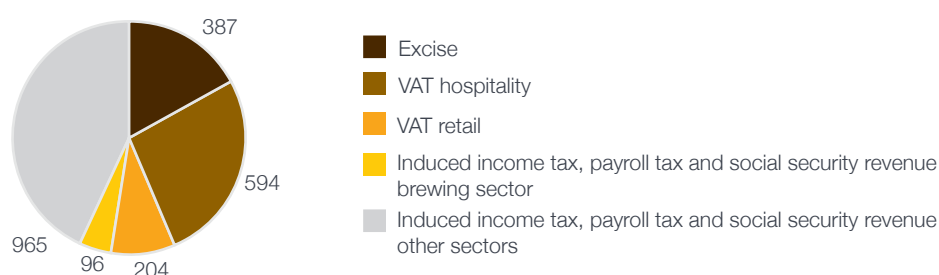 387
594
204
96
965
Excise
VAT hospitality
VAT retail
Induced income tax, payroll tax and social security revenue
brewing sector
Induced income tax, payroll tax and social security revenue
other sectors